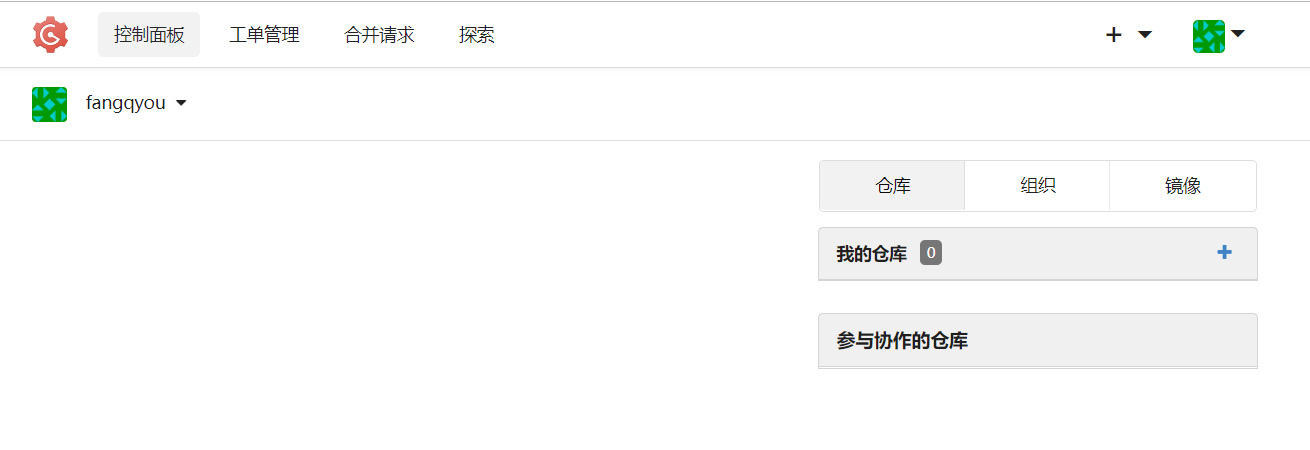 控制面板 工单管理 合并请求 探索
fangqyou
仓库 组织 镜像
我的仓库 0
参与协作的仓库